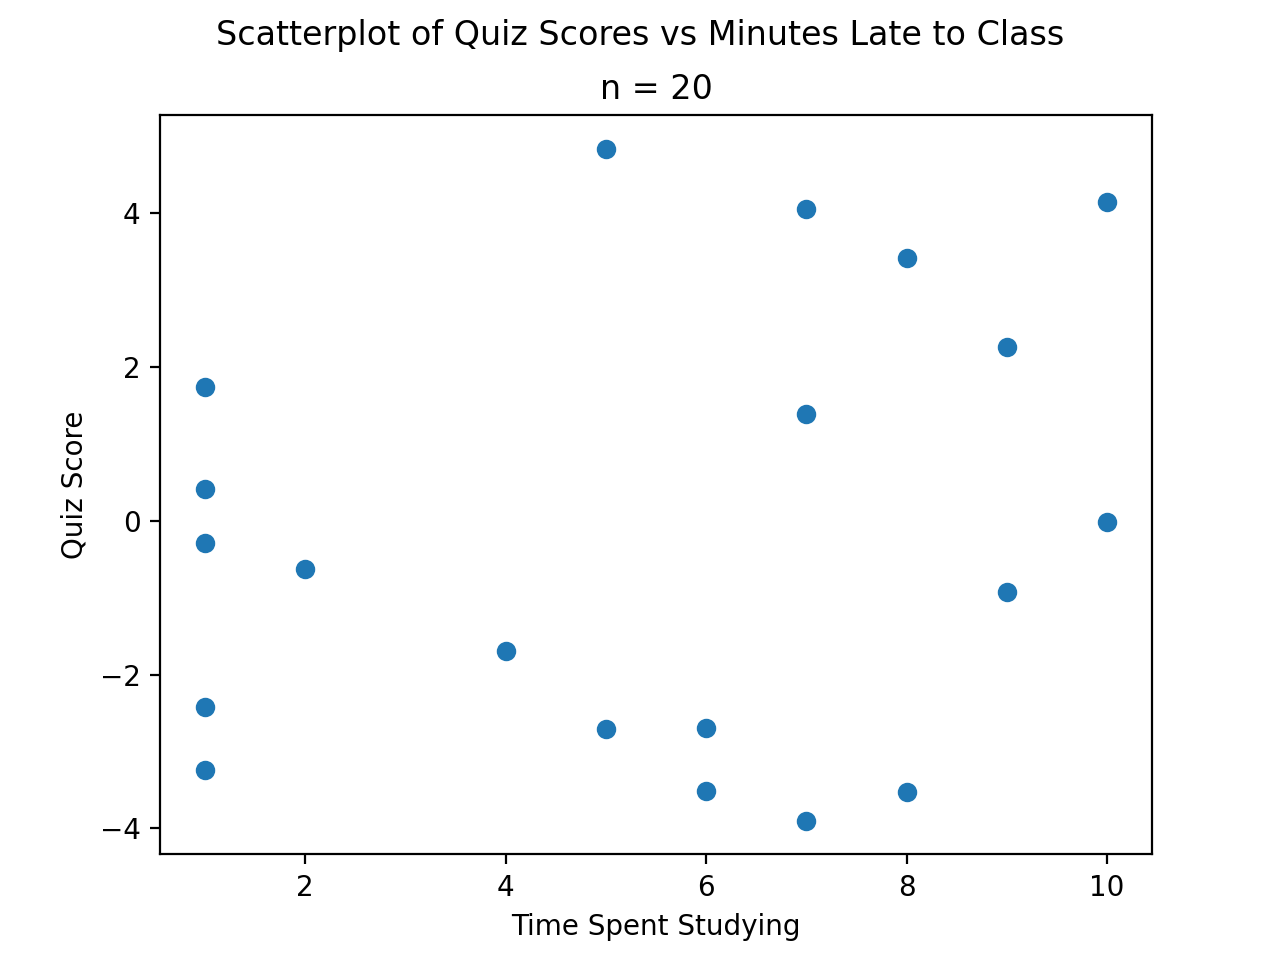 Scatterplot of Quiz Scores vs Minutes Late to Class
n = 20
4
2
0
−2
−4
Quiz Score
2 4 6 8 10
Time Spent Studying